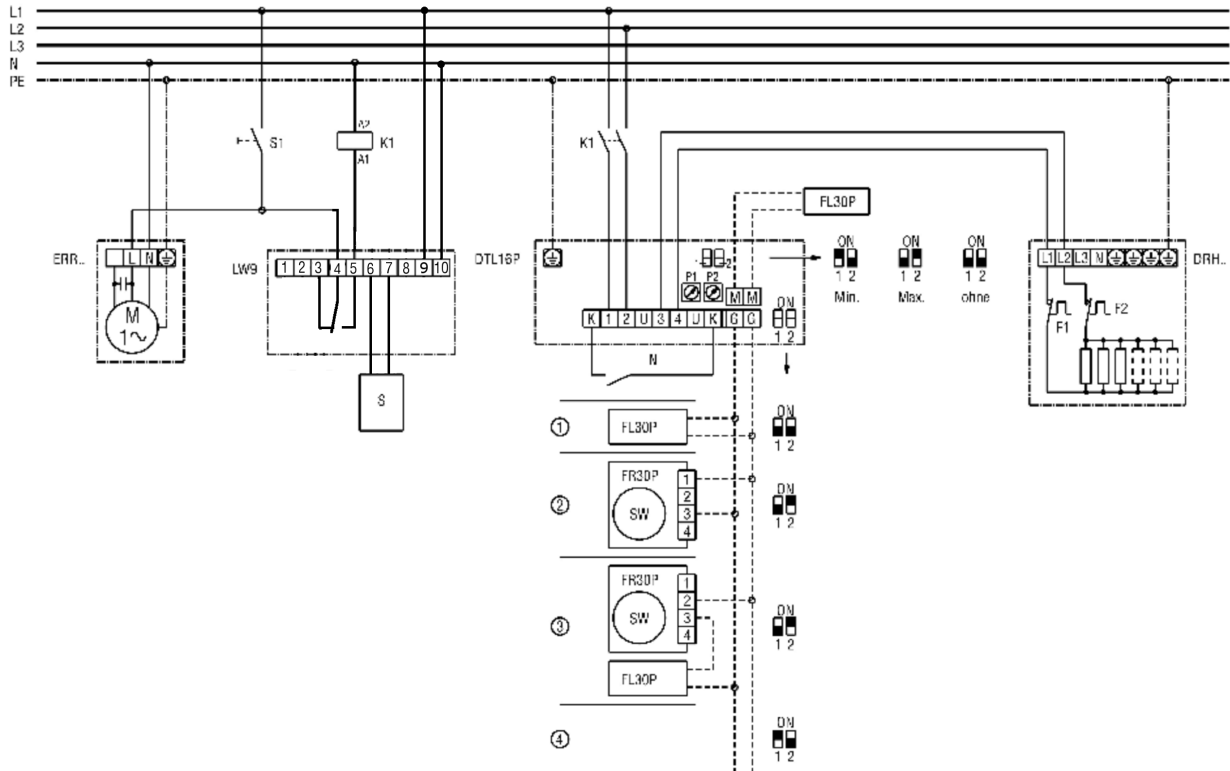 L1
L2
L3
N
PE
S1
A2
K1
A1
K1
FL30P
ERR..
L N
LW9
1 2 3 4 5 6 7 8 9 10
DTL16P
1 2
P1 P2
M M
ON
1 2
Min.
ON
1 2
Max.
ON
1 2
ohne
L1 L2 L3 N
DRH..
M
1~
K 1 2 U 3 4 U K G G
ON
1 2
F1
F2
N
S
1
FL30P
ON
1 2
2
FR30P
SW
1
2
3
4
ON
1 2
3
FR30P
SW
1
2
3
4
FL30P
ON
1 2
4
ON
1 2